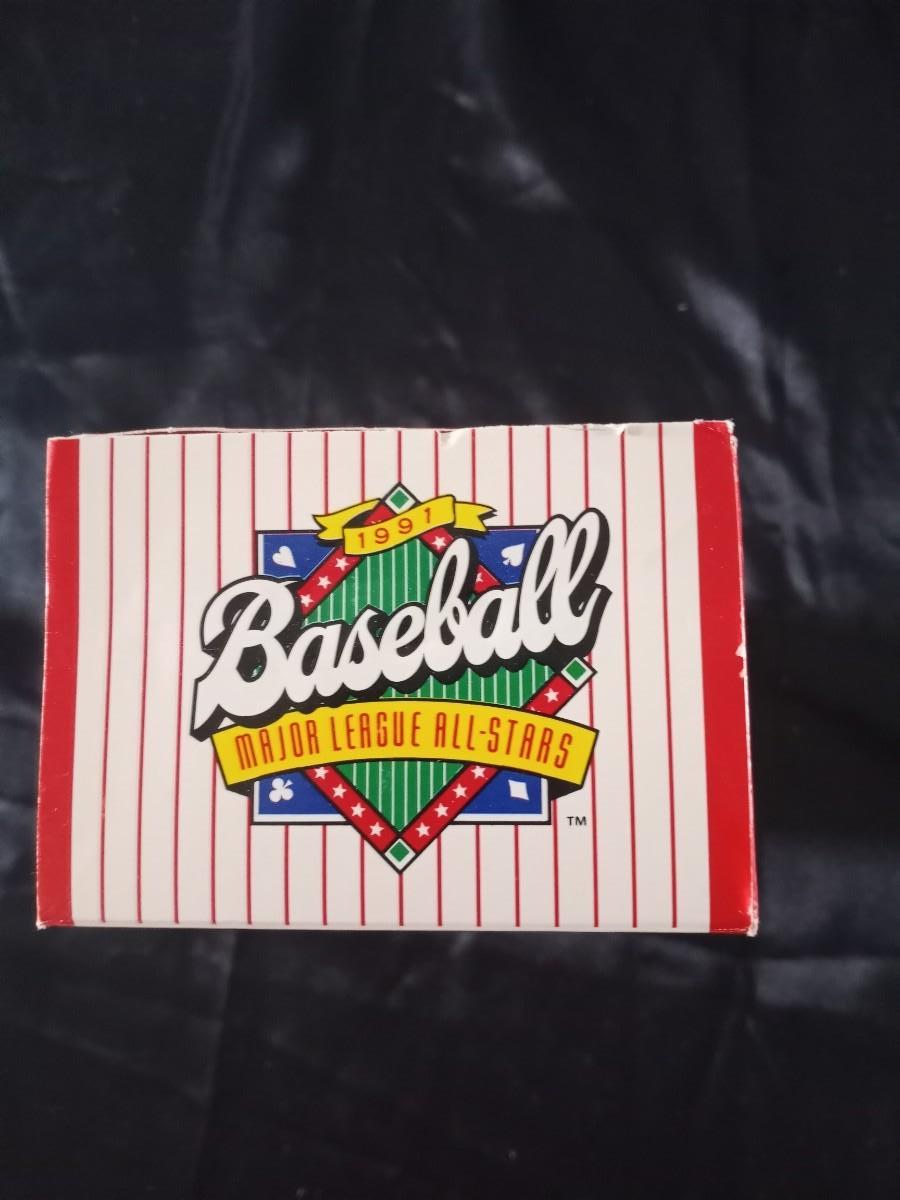 1991
Baseball
MAJOR LEAGUE ALL-STARS
TM